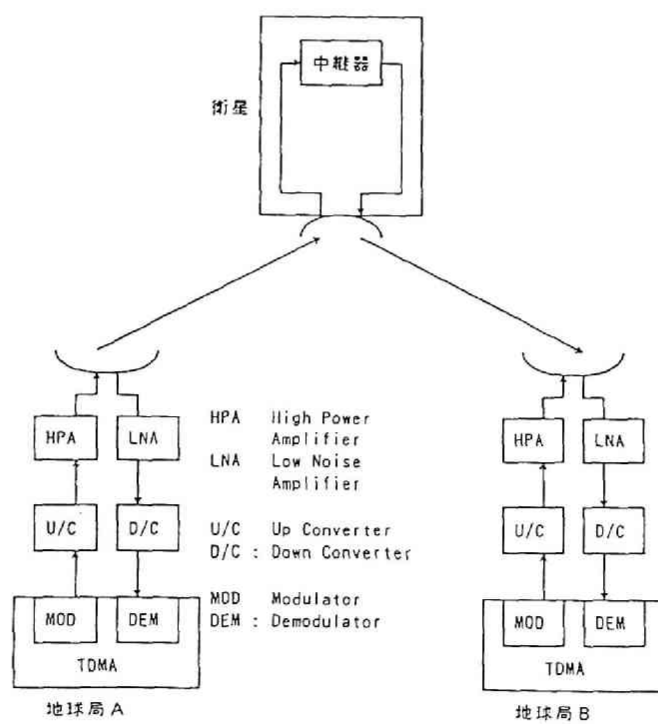 中継器
衛星
HPA
LNA
HPA High Power
Amplifier
LNA Low Noise
Amplifier
HPA
LNA
U/C
D/C
U/C Up Converter
D/C : Down Converter
U/C
D/C
MOD
DEM
MOD Modulator
DEM : Demodulator
MOD
DEM
TDMA
TDMA
地球局A
地球局B